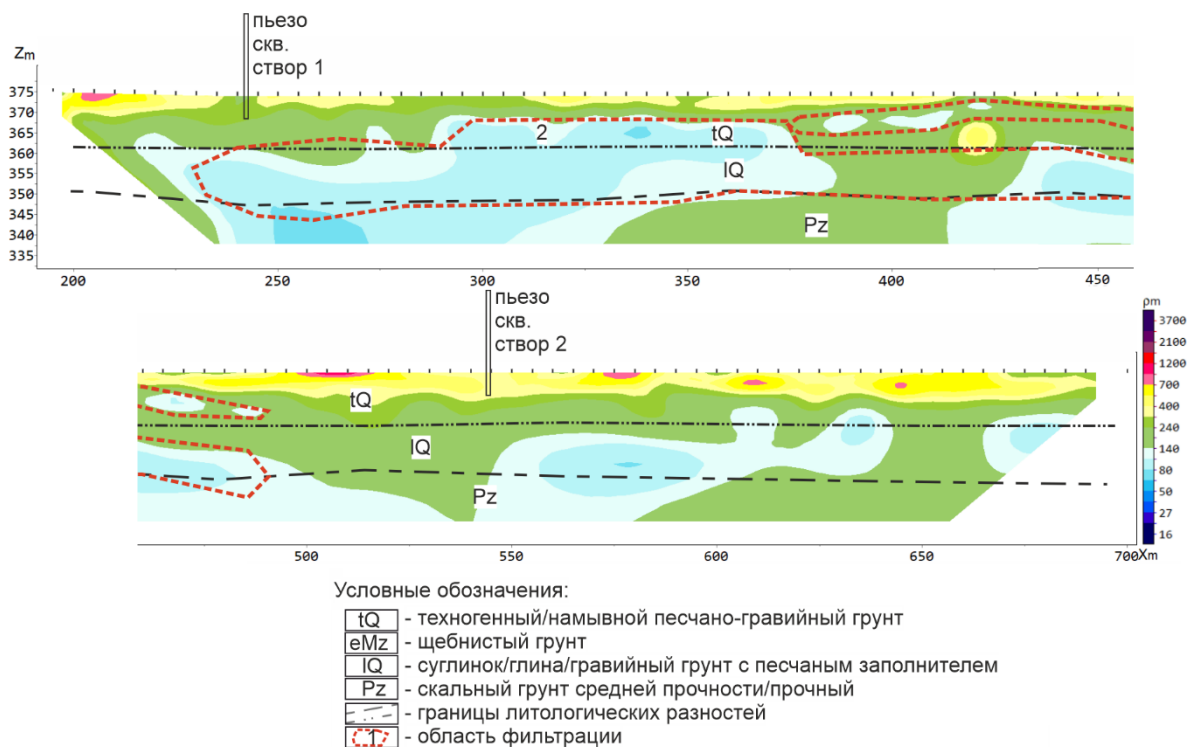 пьезо
скв.
створ 1
Zm
375
370
365
360
355
350
345
340
335
2
tQ
lQ
Pz
200
250
300
350
400
450
пьезо
скв.
створ 2
ρm
3700
2100
1200
700
400
240
140
80
50
27
16
tQ
lQ
Pz
500
550
600
650
700
Xm
Условные обозначения:
tQ - техногенный/намывной песчано-гравийный грунт
eMz - щебнистый грунт
lQ - суглинок/глина/гравийный грунт с песчаным заполнителем
Pz - скальный грунт средней прочности/прочный
- границы литологических разностей
1 - область фильтрации